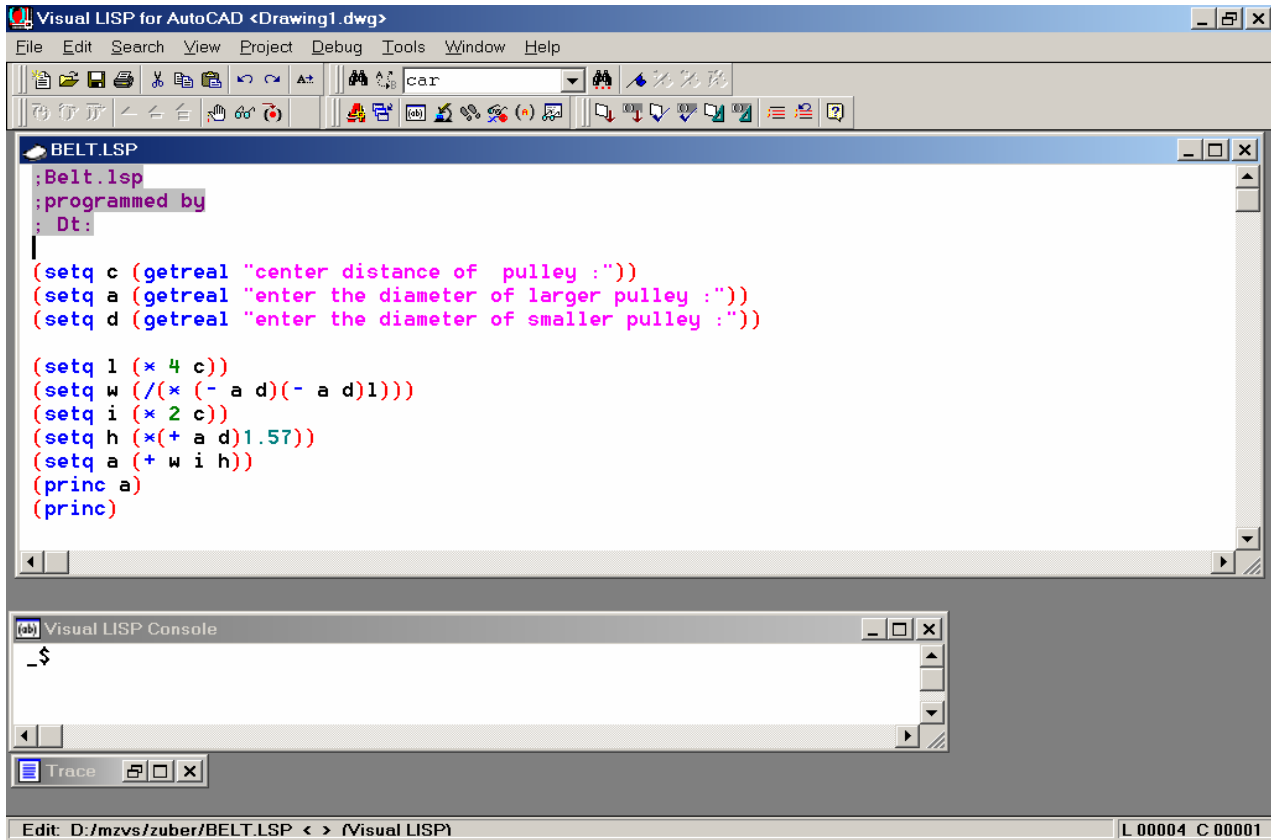 Visual LISP for AutoCAD <Drawing1.dwg>
File Edit Search View Project Debug Tools Window Help
car
BELT.LSP
;Belt.lsp
;programmed by
; Dt:
(setq c (getreal "center distance of  pulley :"))
(setq a (getreal "enter the diameter of larger pulley :"))
(setq d (getreal "enter the diameter of smaller pulley :"))
(setq l (* 4 c))
(setq w (/(* (- a d)(- a d)l)))
(setq i (* 2 c))
(setq h (*(+ a d)1.57))
(setq a (+ w i h))
(princ a)
(princ)
Visual LISP Console
_$
Trace
Edit: D:/mzvs/zuber/BELT.LSP < > (Visual LISP) L 00004 C 00001